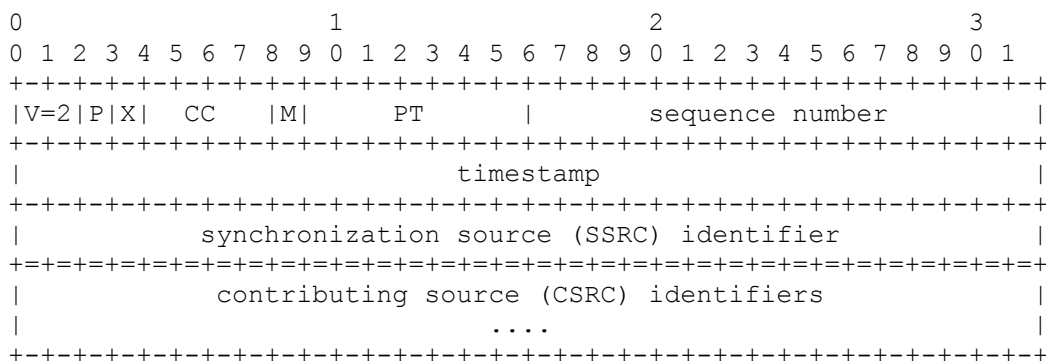 0                   1                   2                   3
0 1 2 3 4 5 6 7 8 9 0 1 2 3 4 5 6 7 8 9 0 1 2 3 4 5 6 7 8 9 0 1
+-+-+-+-+-+-+-+-+-+-+-+-+-+-+-+-+-+-+-+-+-+-+-+-+-+-+-+-+-+-+-+-+
|V=2|P|X|  CC   |M|     PT      |       sequence number         |
+-+-+-+-+-+-+-+-+-+-+-+-+-+-+-+-+-+-+-+-+-+-+-+-+-+-+-+-+-+-+-+-+
|                           timestamp                           |
+-+-+-+-+-+-+-+-+-+-+-+-+-+-+-+-+-+-+-+-+-+-+-+-+-+-+-+-+-+-+-+-+
|           synchronization source (SSRC) identifier            |
+=+=+=+=+=+=+=+=+=+=+=+=+=+=+=+=+=+=+=+=+=+=+=+=+=+=+=+=+=+=+=+=+
|            contributing source (CSRC) identifiers             |
|                             ....                              |
+-+-+-+-+-+-+-+-+-+-+-+-+-+-+-+-+-+-+-+-+-+-+-+-+-+-+-+-+-+-+-+-+